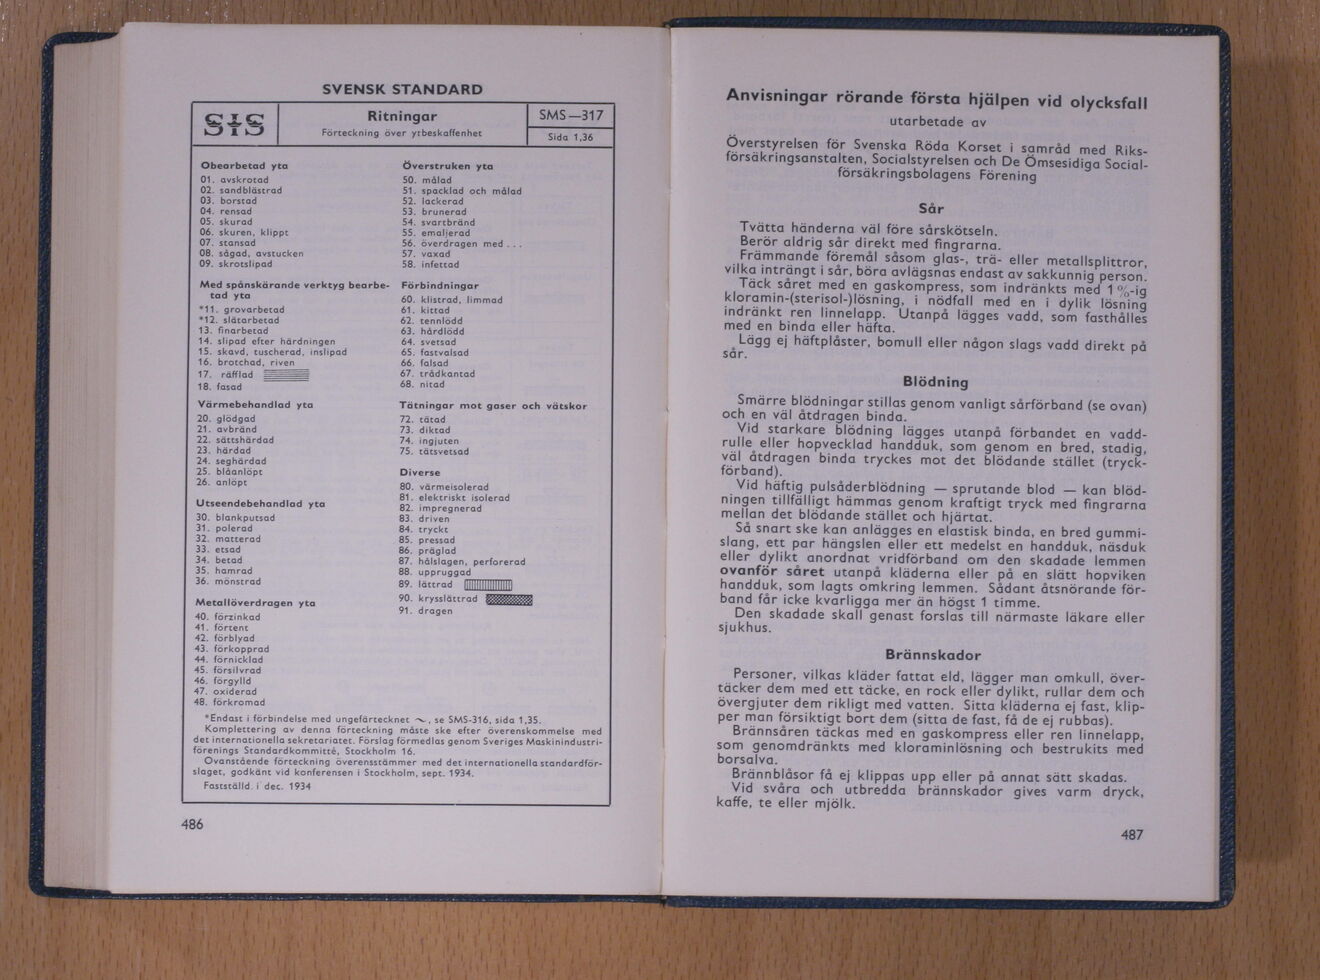 SVENSK STANDARD
SIS
Ritningar
Förteckning över ytbeskaffenhet
SMS—317
Sida 1,36
Obearbetad yta
01. avskrotad
02. sandblästrad
03. borstad
04. rensad
05. skurad
06. skuren, klippt
07. stansad
08. sågad, avstucken
09. skrotslipad
Med spånskärande verktyg bearbe-
tad yta
*11. grovarbetad
*12. slätarbetad
13. finarbetad
14. slipad efter härdningen
15. skavd, tuscherad, inslipad
16. brotchad, riven
17. räfflad
18. fasad
Värmebehandlad yta
20. glödgad
21. avbränd
22. sättshärdad
23. härdad
24. seghärdad
25. blåanlöpt
26. anlöpt
Utseendebehandlad yta
30. blankputsad
31. polerad
32. matterad
33. etsad
34. betad
35. hamrad
36. mönstrad
Metallöverdragen yta
40. förzinkad
41. förtent
42. förblyad
43. förkopprad
44. förnicklad
45. försilvrad
46. förgylld
47. oxiderad
48. förkromad
Överstruken yta
50. målad
51. spacklad och målad
52. lackerad
53. brunerad
54. svartbränd
55. emaljerad
56. överdragen med . . .
57. vaxad
58. infettad
Förbindningar
60. klistrad, limmad
61. kittad
62. tennlödd
63. hårdlödd
64. svetsad
65. fastvalsad
66. falsad
67. trådkantad
68. nitad
Tätningar mot gaser och vätskor
72. tätad
73. diktad
74. ingjuten
75. tätsvetsad
Diverse
80. värmeisolerad
81. elektriskt isolerad
82. impregnerad
83. driven
84. tryckt
85. pressad
86. präglad
87. hålslagen, perforerad
88. uppruggad
89. lättrad
90. krysslättrad
91. dragen
*Endast i förbindelse med ungefärtecknet ~, se SMS-316, sida 1,35.
Komplettering av denna förteckning måste ske efter överenskommelse med
det internationella sekretariatet. Förslag förmedlas genom Sveriges Maskinindustri-
förenings Standardkommitté, Stockholm 16.
Ovanstående förteckning överensstämmer med det internationella standardför-
slaget, godkänt vid konferensen i Stockholm, sept. 1934.
Fastställd i dec. 1934
486
Anvisningar rörande första hjälpen vid olycksfall
utarbetade av
Överstyrelsen för Svenska Röda Korset i samråd med Riks-
försäkringsanstalten, Socialstyrelsen och De Ömsesidiga Social-
försäkringsbolagens Förening
Sår
Tvätta händerna väl före sårskötseln.
Berör aldrig sår direkt med fingrarna.
Främmande föremål såsom glas-, trä- eller metallsplittror,
vilka inträngt i sår, böra avlägsnas endast av sakkunnig person.
Täck såret med en gaskompress, som indränkts med 1 %-ig
kloramin-(sterisol-)lösning, i nödfall med en i dylik lösning
indränkt ren linnelapp. Utanpå lägges vadd, som fasthålles
med en binda eller häfta.
Lägg ej häftplåster, bomull eller någon slags vadd direkt på
sår.
Blödning
Smärre blödningar stillas genom vanligt sårförband (se ovan)
och en väl åtdragen binda.
Vid starkare blödning lägges utanpå förbandet en vadd-
rulle eller hopvecklad handduk, som genom en bred, stadig,
väl åtdragen binda tryckes mot det blödande stället (tryck-
förband).
Vid häftig pulsåderblödning — sprutande blod — kan blöd-
ningen tillfälligt hämmas genom kraftigt tryck med fingrarna
mellan det blödande stället och hjärtat.
Så snart ske kan anlägges en elastisk binda, en bred gummi-
slang, ett par hängslen eller ett medelst en handduk, näsduk
eller dylikt anordnat vridförband om den skadade lemmen
ovanför såret utanpå kläderna eller på en slätt hopviken
handduk, som lagts omkring lemmen. Sådant åtsnörande för-
band får icke kvarligga mer än högst 1 timme.
Den skadade skall genast forslas till närmaste läkare eller
sjukhus.
Brännskador
Personer, vilkas kläder fattat eld, lägger man omkull, över-
täcker dem med ett täcke, en rock eller dylikt, rullar dem och
övergjuter dem rikligt med vatten. Sitta kläderna ej fast, klip-
per man försiktigt bort dem (sitta de fast, få de ej rubbas).
Brännsåren täckas med en gaskompress eller ren linnelapp,
som genomdränkts med kloraminlösning och bestrukits med
borsalva.
Brännblåsor få ej klippas upp eller på annat sätt skadas.
Vid svåra och utbredda brännskador gives varm dryck,
kaffe, te eller mjölk.
487